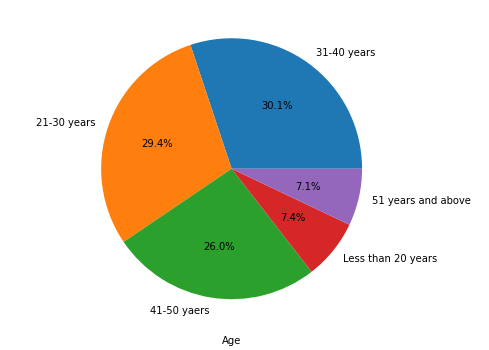 31-40 years
30.1%
21-30 years
29.4%
7.1%
51 years and above
7.4%
26.0%
Less than 20 years
41-50 yaers
Age